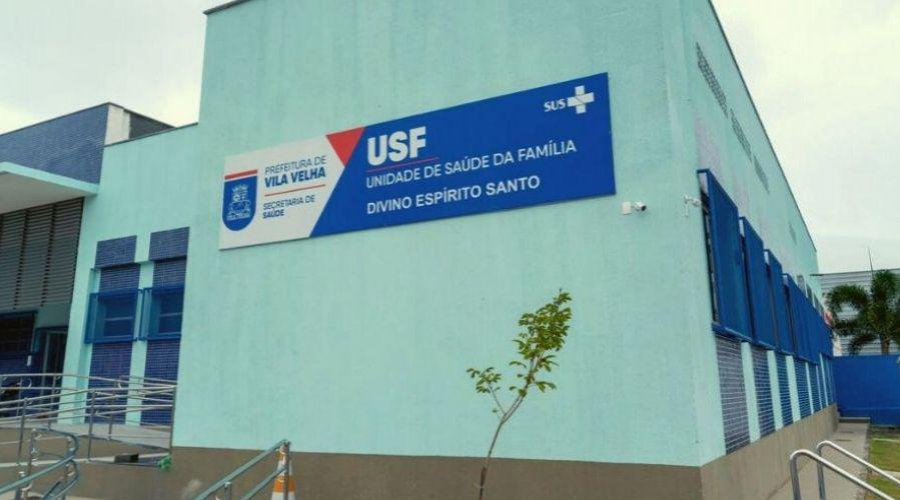 PREFEITURA DE
VILA VELHA
SECRETARIA DE
SAÚDE
USF
UNIDADE DE SAÚDE DA FAMÍLIA
DIVINO ESPÍRITO SANTO
SUS